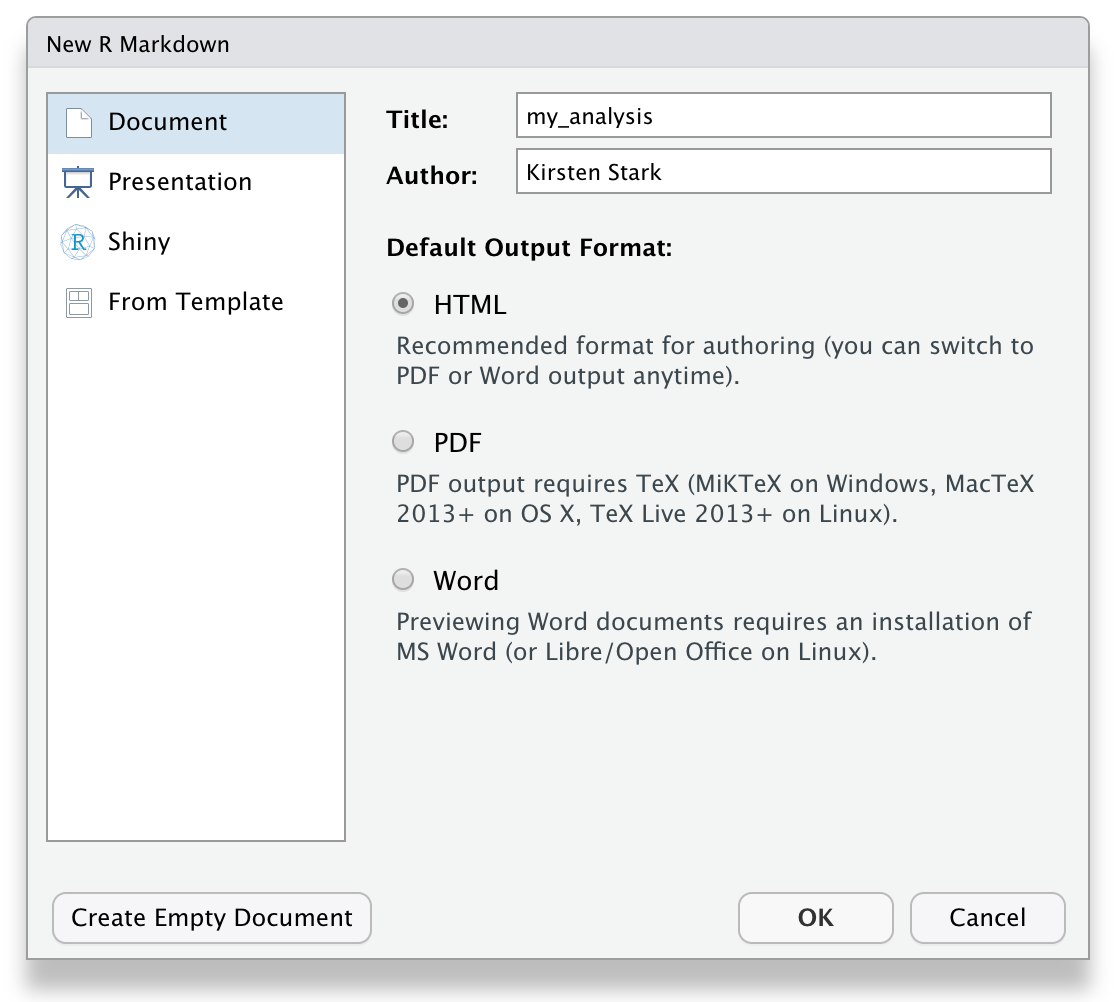 New R Markdown
Document
Presentation
R Shiny
From Template
Title: my_analysis
Author: Kirsten Stark
Default Output Format:
HTML
Recommended format for authoring (you can switch to
PDF or Word output anytime).
PDF
PDF output requires TeX (MiKTeX on Windows, MacTeX
2013+ on OS X, TeX Live 2013+ on Linux).
Word
Previewing Word documents requires an installation of
MS Word (or Libre/Open Office on Linux).
Create Empty Document OK Cancel